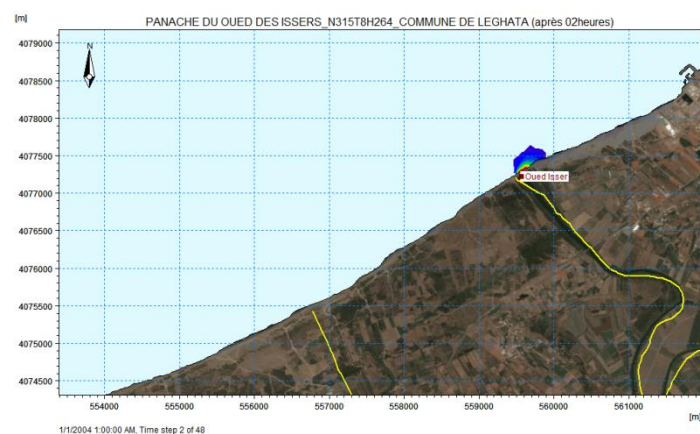 [m]
PANACHE DU OUED DES ISSERS_N315T8H264_COMMUNE DE LEGHATA (après 02heures)
4079000
N
4078500
4078000
4077500
4077000
Oued Isser
4076500
4076000
4075500
4075000
4074500
554000 555000 556000 557000 558000 559000 560000 561000
[m]
1/1/2004 1:00:00 AM, Time step 2 of 48